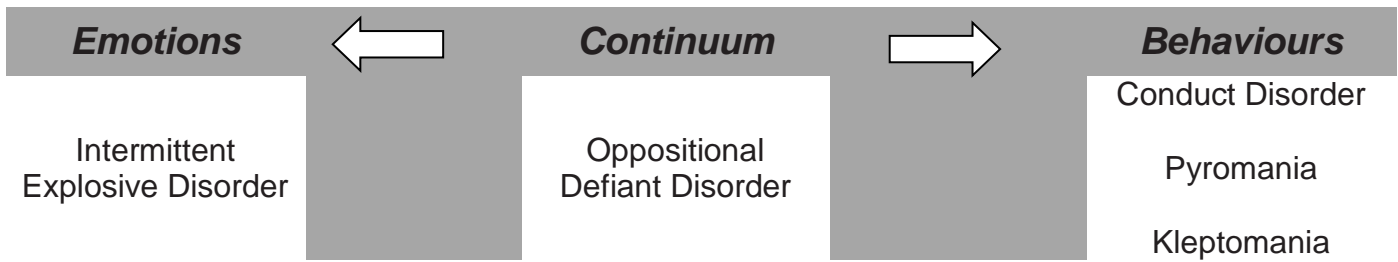 Emotions
Continuum
Behaviours
Intermittent
Explosive Disorder
Oppositional
Defiant Disorder
Conduct Disorder
Pyromania
Kleptomania